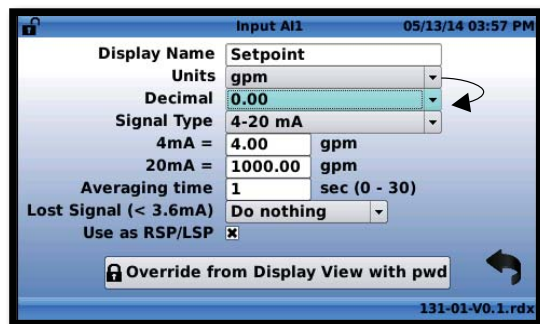 Input AI1 05/13/14 03:57 PM
Display Name Setpoint
Units gpm
Decimal 0.00
Signal Type 4-20 mA
4mA = 4.00 gpm
20mA = 1000.00 gpm
Averaging time 1 sec (0 - 30)
Lost Signal (< 3.6mA) Do nothing
Use as RSP/LSP
Override from Display View with pwd
131-01-V0.1.rdx